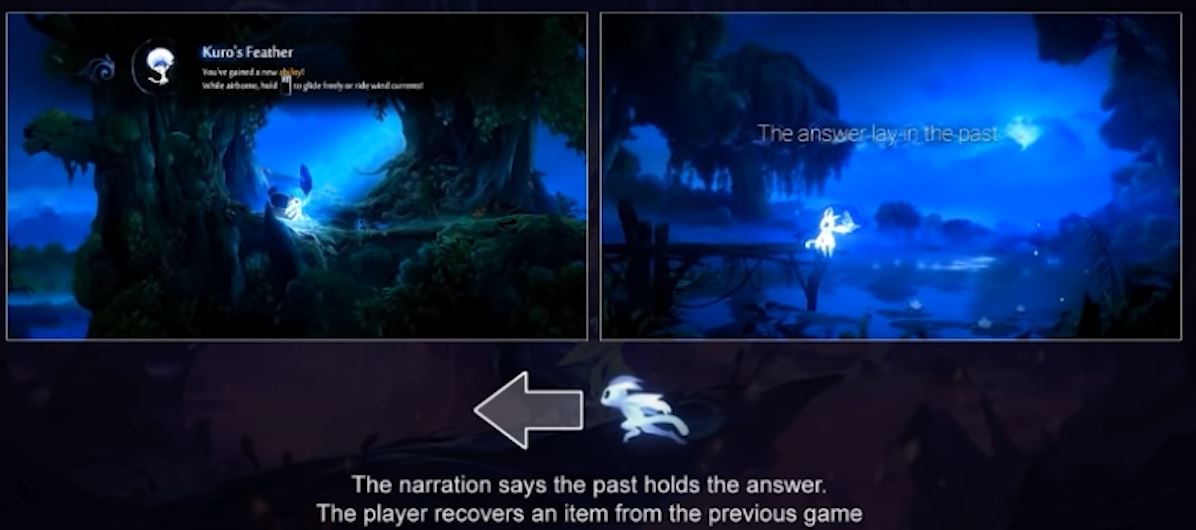 Kuro's Feather
You've gained a new ability!
While airborne, hold to glide freely or ride wind currents!
The answer lay in the past
The narration says the past holds the answer.
The player recovers an item from the previous game